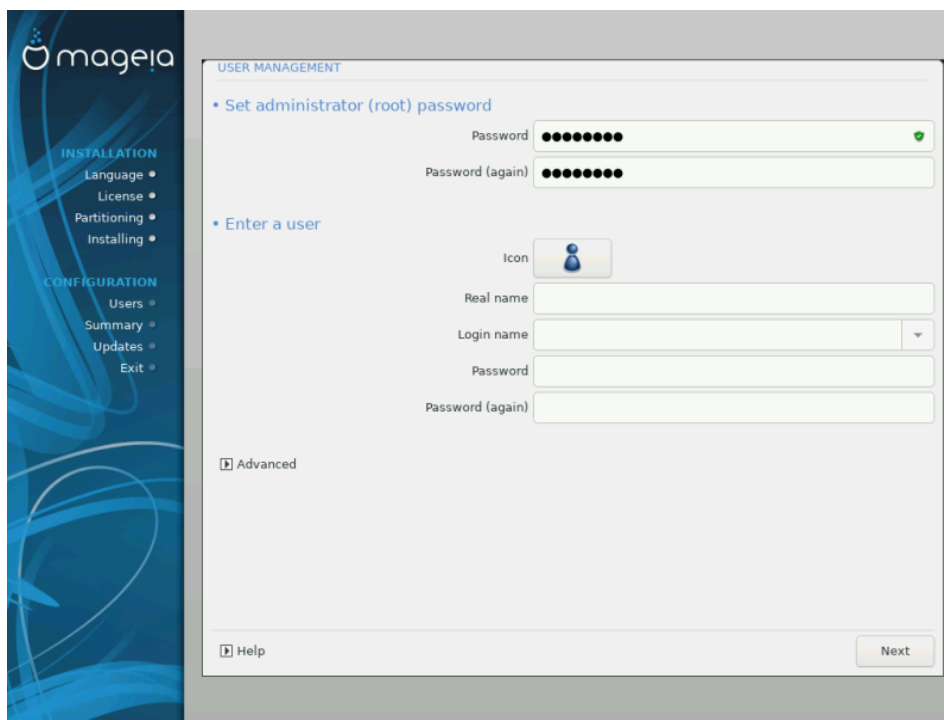 mageia
INSTALLATION
Language
License
Partitioning
Installing
CONFIGURATION
Users
Summary
Updates
Exit
USER MANAGEMENT
• Set administrator (root) password
Password ●●●●●●●●
Password (again) ●●●●●●●●
• Enter a user
Icon
Real name
Login name
Password
Password (again)
Advanced
Help
Next